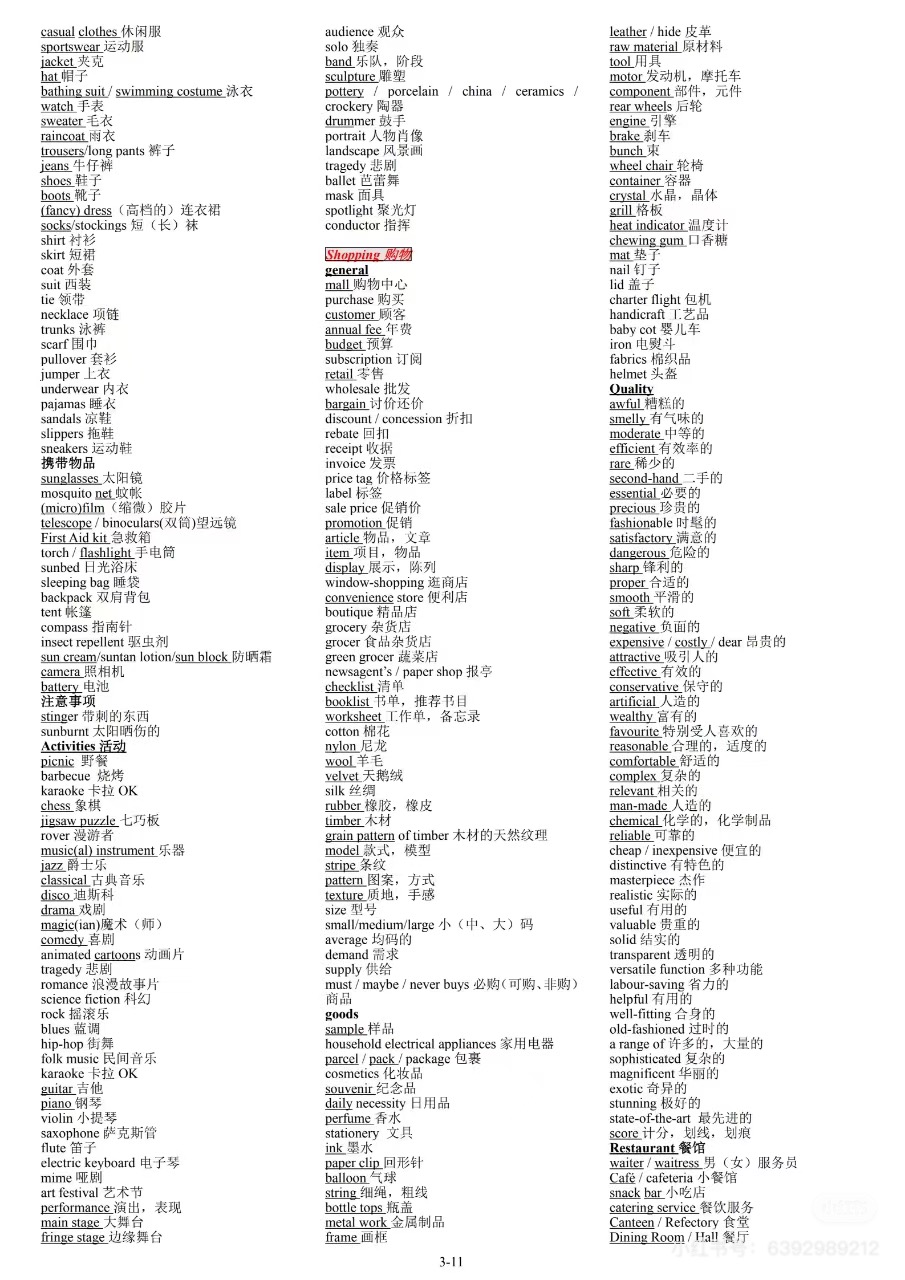 casual clothes 休闲服
sportswear 运动服
jacket 夹克
hat 帽子
bathing suit / swimming costume 泳衣
watch 手表
sweater 毛衣
raincoat 雨衣
trousers/long pants 裤子
jeans 牛仔裤
shoes 鞋子
boots 靴子
(fancy) dress（高档的）连衣裙
socks/stockings 短（长）袜
shirt 衬衫
skirt 短裙
coat 外套
suit 西装
tie 领带
necklace 项链
trunks 泳裤
scarf 围巾
pullover 套衫
jumper 上衣
underwear 内衣
pajamas 睡衣
sandals 凉鞋
slippers 拖鞋
sneakers 运动鞋
携带物品
sunglasses 太阳镜
mosquito net 蚊帐
(micro)film（缩微）胶片
telescope / binoculars(双筒)望远镜
First Aid kit 急救箱
torch / flashlight 手电筒
sunbed 日光浴床
sleeping bag 睡袋
backpack 双肩背包
tent 帐篷
compass 指南针
insect repellent 驱虫剂
sun cream/suntan lotion/sun block 防晒霜
camera 照相机
battery 电池
注意事项
stinger 带刺的东西
sunburnt 太阳晒伤的
Activities 活动
picnic 野餐
barbecue 烧烤
karaoke 卡拉 OK
chess 象棋
jigsaw puzzle 七巧板
rover 漫游者
music(al) instrument 乐器
jazz 爵士乐
classical 古典音乐
disco 迪斯科
drama 戏剧
magic(ian)魔术（师）
comedy 喜剧
animated cartoons 动画片
tragedy 悲剧
romance 浪漫故事片
science fiction 科幻
rock 摇滚乐
blues 蓝调
hip-hop 街舞
folk music 民间音乐
karaoke 卡拉 OK
guitar 吉他
piano 钢琴
violin 小提琴
saxophone 萨克斯管
flute 笛子
electric keyboard 电子琴
mime 哑剧
art festival 艺术节
performance 演出，表现
main stage 大舞台
fringe stage 边缘舞台
audience 观众
solo 独奏
band 乐队，阶段
sculpture 雕塑
pottery / porcelain / china / ceramics /
crockery 陶器
drummer 鼓手
portrait 人物肖像
landscape 风景画
tragedy 悲剧
ballet 芭蕾舞
mask 面具
spotlight 聚光灯
conductor 指挥
Shopping 购物
general
mall 购物中心
purchase 购买
customer 顾客
annual fee 年费
budget 预算
subscription 订阅
retail 零售
wholesale 批发
bargain 讨价还价
discount / concession 折扣
rebate 回扣
receipt 收据
invoice 发票
price tag 价格标签
label 标签
sale price 促销价
promotion 促销
article 物品，文章
item 项目，物品
display 展示，陈列
window-shopping 逛商店
convenience store 便利店
boutique 精品店
grocery 杂货店
grocer 食品杂货店
green grocer 蔬菜店
newsagent's / paper shop 报亭
checklist 清单
booklist 书单，推荐书目
worksheet 工作单，备忘录
cotton 棉花
nylon 尼龙
wool 羊毛
velvet 天鹅绒
silk 丝绸
rubber 橡胶，橡皮
timber 木材
grain pattern of timber 木材的天然纹理
model 款式，模型
stripe 条纹
pattern 图案，方式
texture 质地，手感
size 型号
small/medium/large 小（中、大）码
average 均码的
demand 需求
supply 供给
must / maybe / never buys 必购（可购、非购）
商品
goods
sample 样品
household electrical appliances 家用电器
parcel / pack / package 包裹
cosmetics 化妆品
souvenir 纪念品
daily necessity 日用品
perfume 香水
stationery 文具
ink 墨水
paper clip 回形针
balloon 气球
string 细绳，粗线
bottle tops 瓶盖
metal work 金属制品
frame 画框
leather / hide 皮革
raw material 原材料
tool 用具
motor 发动机，摩托车
component 部件，元件
rear wheels 后轮
engine 引擎
brake 刹车
bunch 束
wheel chair 轮椅
container 容器
crystal 水晶，晶体
grill 格板
heat indicator 温度计
chewing gum 口香糖
mat 垫子
nail 钉子
lid 盖子
charter flight 包机
handicraft 工艺品
baby cot 婴儿车
iron 电熨斗
fabrics 棉织品
helmet 头盔
Quality
awful 糟糕的
smelly 有气味的
moderate 中等的
efficient 有效率的
rare 稀少的
second-hand 二手的
essential 必要的
precious 珍贵的
fashionable 时髦的
satisfactory 满意的
dangerous 危险的
sharp 锋利的
proper 合适的
smooth 平滑的
soft 柔软的
negative 负面的
expensive / costly / dear 昂贵的
attractive 吸引人的
effective 有效的
conservative 保守的
artificial 人造的
wealthy 富有的
favourite 特别受人喜欢的
reasonable 合理的，适度的
comfortable 舒适的
complex 复杂的
relevant 相关的
man-made 人造的
chemical 化学的，化学制品
reliable 可靠的
cheap / inexpensive 便宜的
distinctive 有特色的
masterpiece 杰作
realistic 实际的
useful 有用的
valuable 贵重的
solid 结实的
transparent 透明的
versatile function 多种功能
labour-saving 省力的
helpful 有用的
well-fitting 合身的
old-fashioned 过时的
a range of 许多的，大量的
sophisticated 复杂的
magnificent 华丽的
exotic 奇异的
stunning 极好的
state-of-the-art 最先进的
score 计分，划线，划痕
Restaurant 餐馆
waiter / waitress 男（女）服务员
Café / cafeteria 小餐馆
snack bar 小吃店
catering service 餐饮服务
Canteen / Refectory 食堂
Dining Room / Hall 餐厅
小红书号：6392989212
3-11